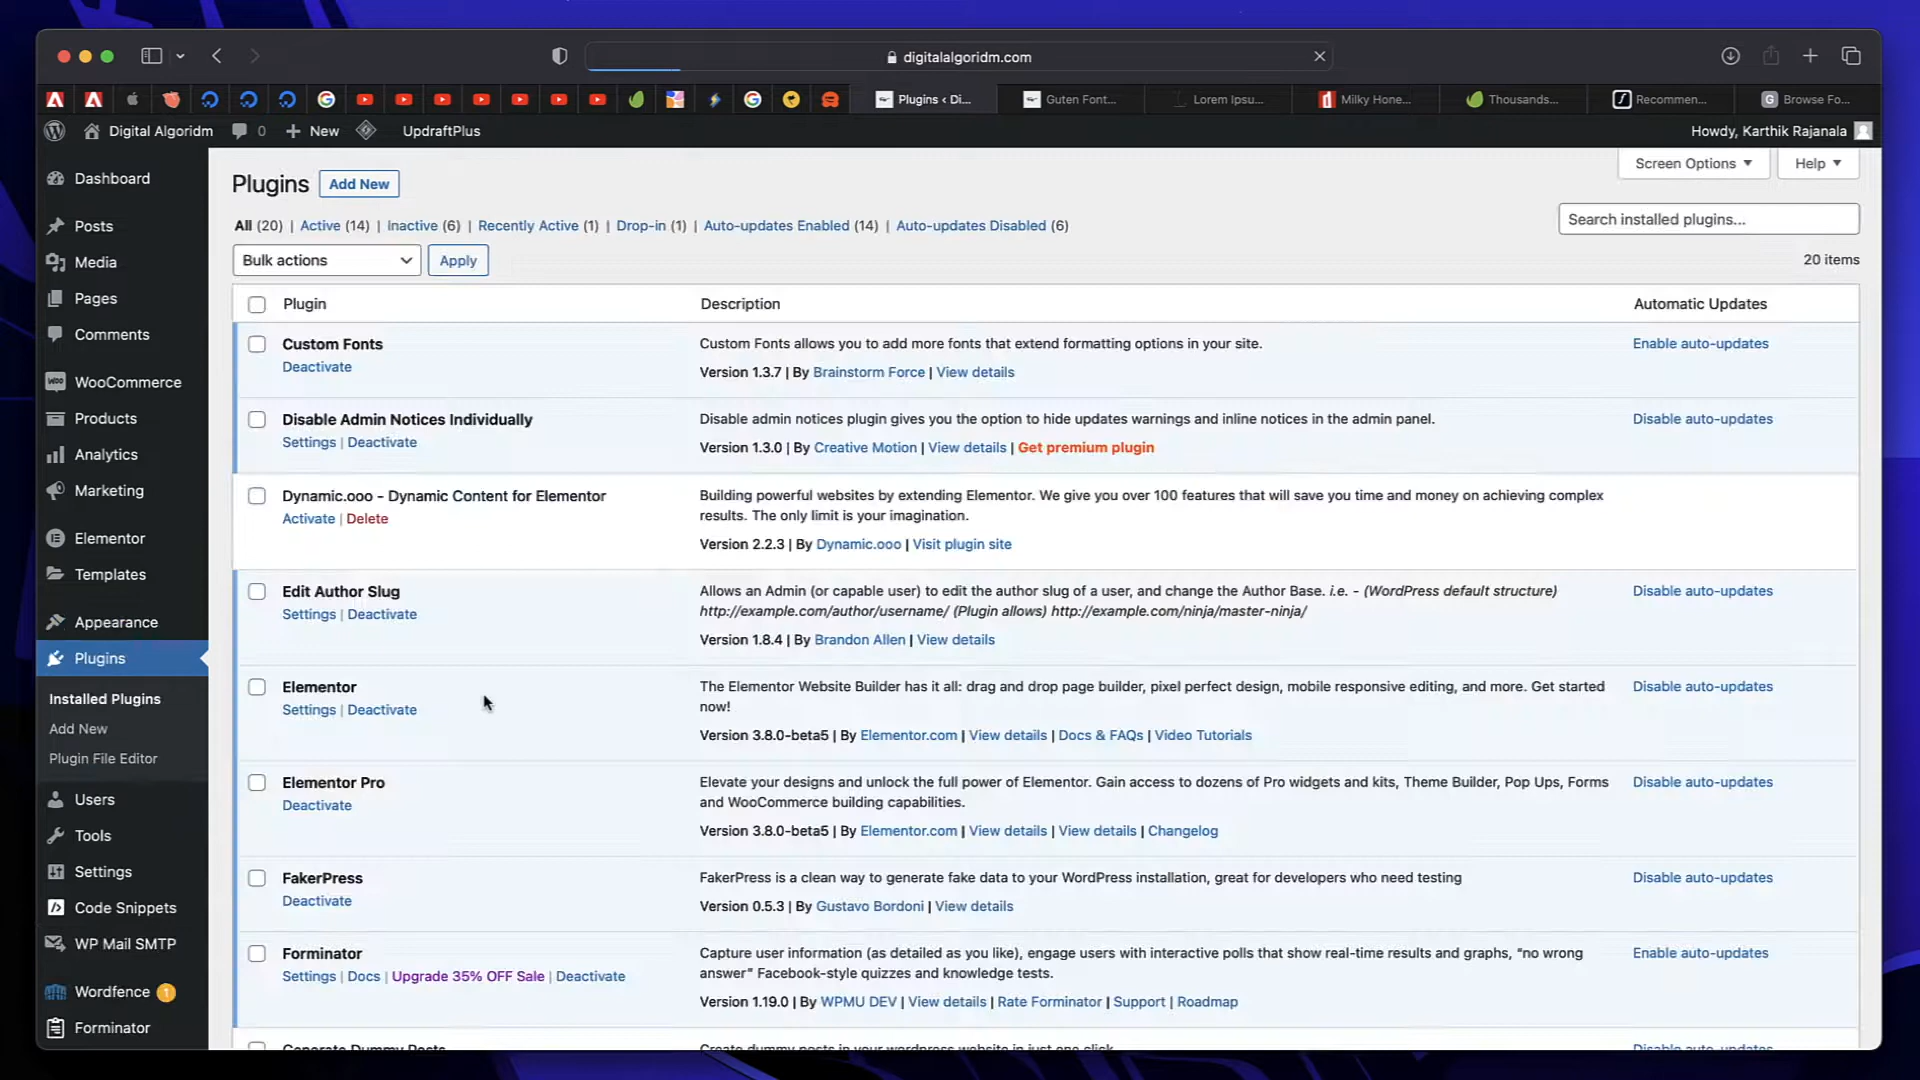 digitalalgoridm.com
Plugins ‹ Di...
Guten Font...
Lorem Ipsu...
Milky Hone...
Thousands...
Recommen...
Browse Fo...
Digital Algoridm
0
New
UpdraftPlus
Howdy, Karthik Rajanala
Dashboard
Posts
Media
Pages
Comments
WooCommerce
Products
Analytics
Marketing
Elementor
Templates
Appearance
Plugins
Installed Plugins
Add New
Plugin File Editor
Users
Tools
Settings
Code Snippets
WP Mail SMTP
Wordfence 1
Forminator
Screen Options
Help
Plugins Add New
All (20) | Active (14) | Inactive (6) | Recently Active (1) | Drop-in (1) | Auto-updates Enabled (14) | Auto-updates Disabled (6)
Search installed plugins...
Bulk actions Apply
20 items
Plugin Description Automatic Updates
Custom Fonts
Deactivate
Custom Fonts allows you to add more fonts that extend formatting options in your site.
Version 1.3.7 | By Brainstorm Force | View details
Enable auto-updates
Disable Admin Notices Individually
Settings | Deactivate
Disable admin notices plugin gives you the option to hide updates warnings and inline notices in the admin panel.
Version 1.3.0 | By Creative Motion | View details | Get premium plugin
Disable auto-updates
Dynamic.ooo - Dynamic Content for Elementor
Activate | Delete
Building powerful websites by extending Elementor. We give you over 100 features that will save you time and money on achieving complex
results. The only limit is your imagination.
Version 2.2.3 | By Dynamic.ooo | Visit plugin site
Edit Author Slug
Settings | Deactivate
Allows an Admin (or capable user) to edit the author slug of a user, and change the Author Base. i.e. - (WordPress default structure)
http://example.com/author/username/ (Plugin allows) http://example.com/ninja/master-ninja/
Version 1.8.4 | By Brandon Allen | View details
Disable auto-updates
Elementor
Settings | Deactivate
The Elementor Website Builder has it all: drag and drop page builder, pixel perfect design, mobile responsive editing, and more. Get started
now!
Version 3.8.0-beta5 | By Elementor.com | View details | Docs & FAQs | Video Tutorials
Disable auto-updates
Elementor Pro
Deactivate
Elevate your designs and unlock the full power of Elementor. Gain access to dozens of Pro widgets and kits, Theme Builder, Pop Ups, Forms
and WooCommerce building capabilities.
Version 3.8.0-beta5 | By Elementor.com | View details | View details | Changelog
Disable auto-updates
FakerPress
Deactivate
FakerPress is a clean way to generate fake data to your WordPress installation, great for developers who need testing
Version 0.5.3 | By Gustavo Bordoni | View details
Disable auto-updates
Forminator
Settings | Docs | Upgrade 35% OFF Sale | Deactivate
Capture user information (as detailed as you like), engage users with interactive polls that show real-time results and graphs, “no wrong
answer” Facebook-style quizzes and knowledge tests.
Version 1.19.0 | By WPMU DEV | View details | Rate Forminator | Support | Roadmap
Enable auto-updates
Generate Dummy Posts
Create dummy posts in your wordpress website in just one click.
Disable auto-updates